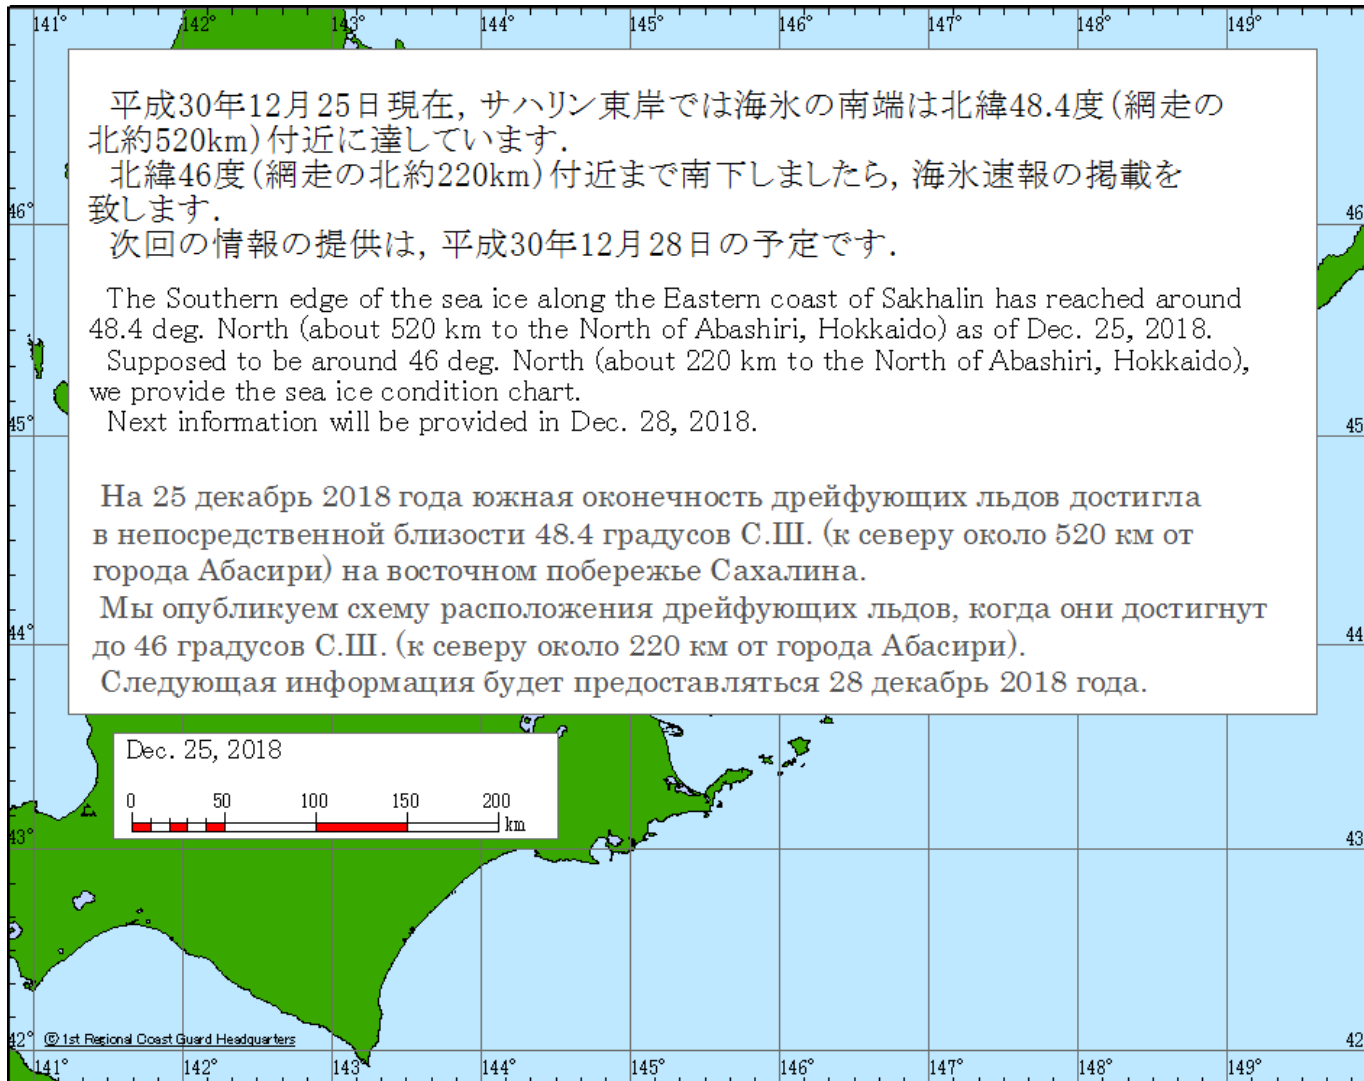 141° 142° 143° 144° 145° 146° 147° 148° 149°
平成30年12月25日現在, サハリン東岸では海氷の南端は北緯48.4度(網走の
北約520km)付近に達しています.
北緯46度(網走の北約220km)付近まで南下しましたら, 海氷速報の掲載を
致します.
次回の情報の提供は, 平成30年12月28日の予定です.
The Southern edge of the sea ice along the Eastern coast of Sakhalin has reached around
48.4 deg. North (about 520 km to the North of Abashiri, Hokkaido) as of Dec. 25, 2018.
Supposed to be around 46 deg. North (about 220 km to the North of Abashiri, Hokkaido),
we provide the sea ice condition chart.
Next information will be provided in Dec. 28, 2018.
На 25 декабрь 2018 года южная оконечность дрейфующих льдов достигла
в непосредственной близости 48.4 градусов С.Ш. (к северу около 520 км от
города Абасири) на восточном побережье Сахалина.
Мы опубликуем схему расположения дрейфующих льдов, когда они достигнут
до 46 градусов С.Ш. (к северу около 220 км от города Абасири).
Следующая информация будет предоставляться 28 декабрь 2018 года.
46° 46
45° 45
44° 44
Dec. 25, 2018
0 50 100 150 200
km
43° 43
42° 42
© 1st Regional Coast Guard Headquarters
141° 142° 143° 144° 145° 146° 147° 148° 149°